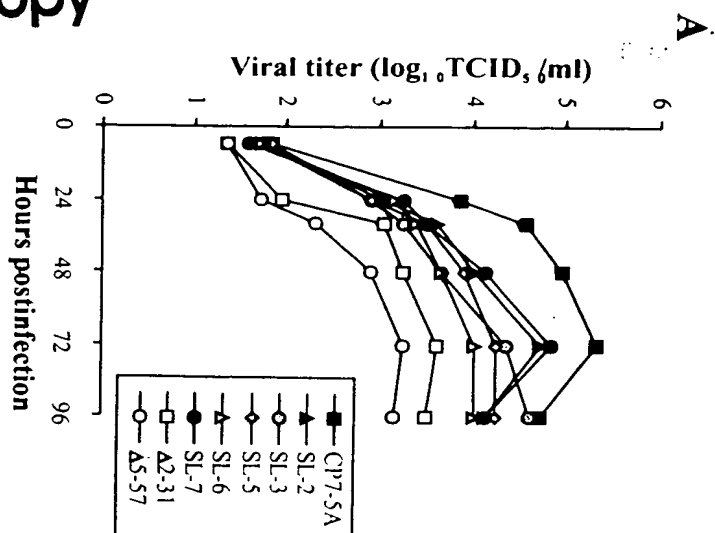 opy
A
Viral titer (log₁₀TCID₅₀/ml)
0
1
2
3
4
5
6
0
24
48
72
96
Hours postinfection
CP7-5A
SL-2
SL-3
SL-5
SL-6
SL-7
Δ2-31
Δ5-57